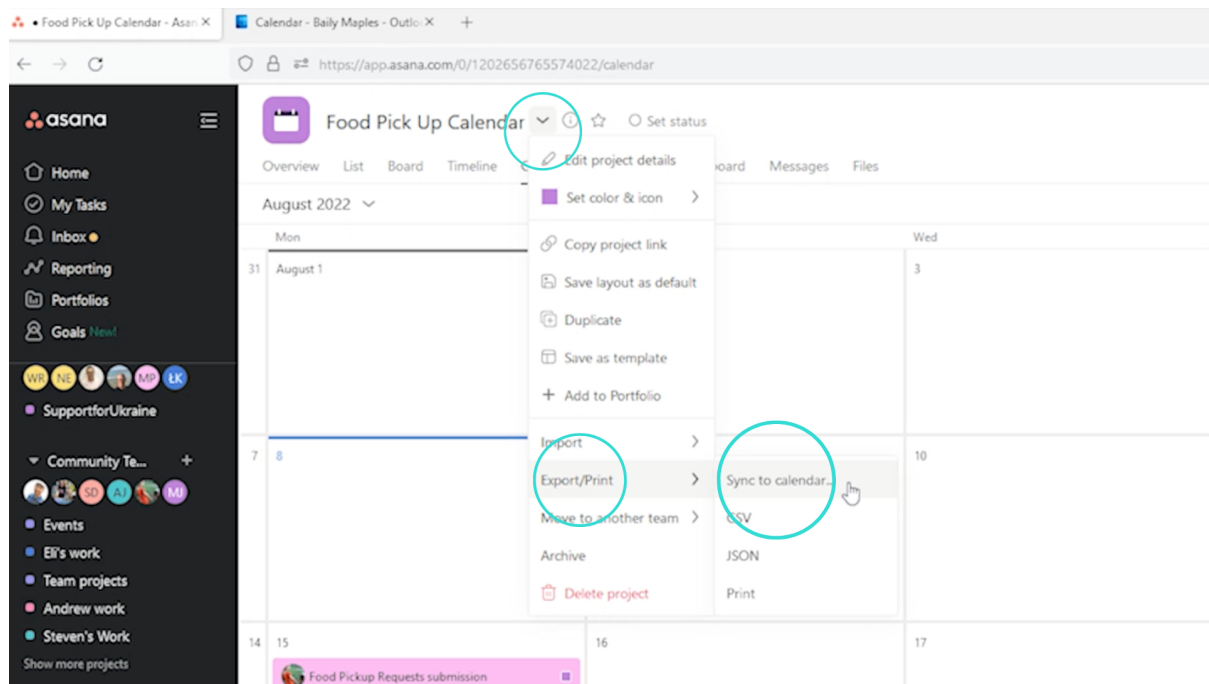 • Food Pick Up Calendar - Asan
Calendar - Baily Maples - Outlo
https://app.asana.com/0/1202656765574022/calendar
asana
Home
My Tasks
Inbox
Reporting
Portfolios
Goals New!
WR NE MP ŁK
SupportforUkraine
Community Te...
SD AJ MJ
Events
Eli's work
Team projects
Andrew work
Steven's Work
Show more projects
Food Pick Up Calendar
Set status
Overview List Board Timeline Messages Files
August 2022
Mon Wed
31 August 1 3
7 8 10
14 15 16 17
Food Pickup Requests submission
Edit project details
Set color & icon
Copy project link
Save layout as default
Duplicate
Save as template
+ Add to Portfolio
Import
Export/Print
Move to another team
Archive
Delete project
Sync to calendar...
CSV
JSON
Print